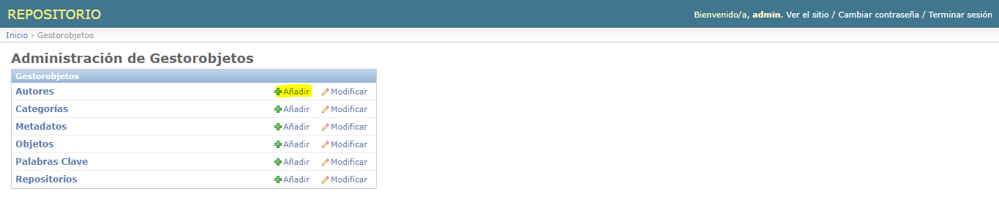 REPOSITORIO
Bienvenido/a, admin. Ver el sitio / Cambiar contraseña / Terminar sesión
Inicio › Gestorobjetos
Administración de Gestorobjetos
Gestorobjetos
Autores Añadir Modificar
Categorías Añadir Modificar
Metadatos Añadir Modificar
Objetos Añadir Modificar
Palabras Clave Añadir Modificar
Repositorios Añadir Modificar